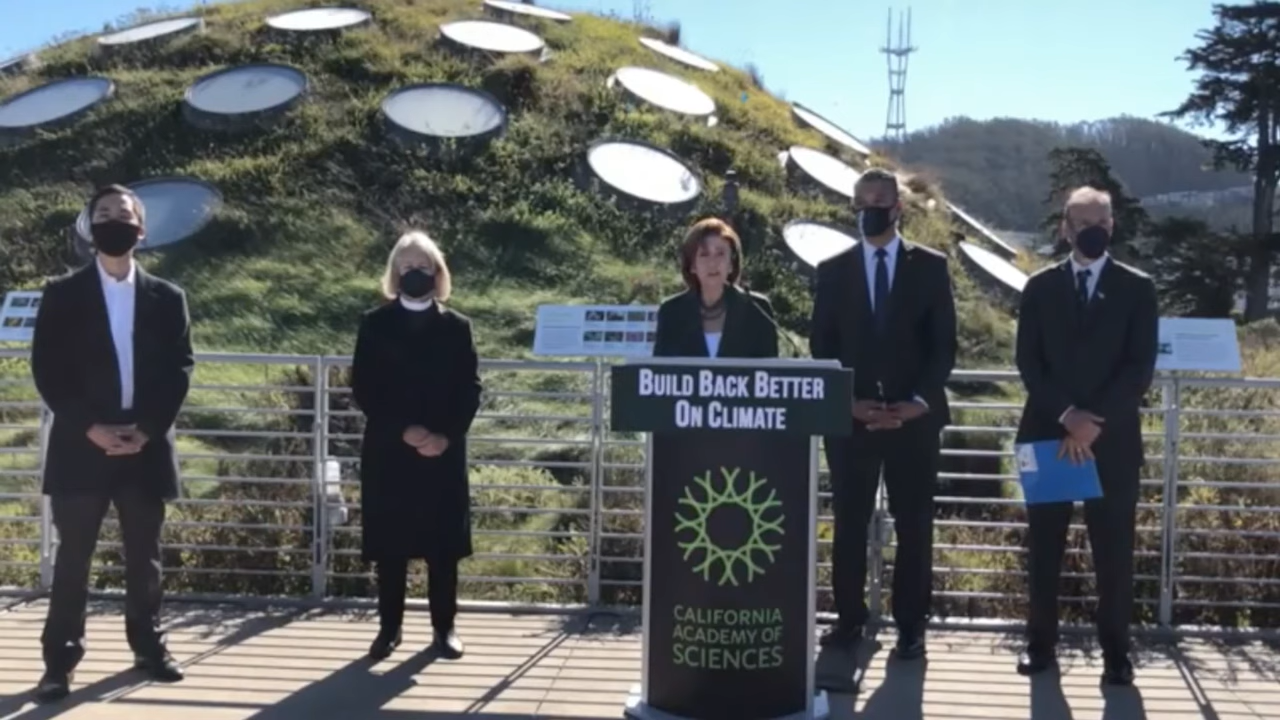 BUILD BACK BETTER
ON CLIMATE
CALIFORNIA
ACADEMY OF
SCIENCES